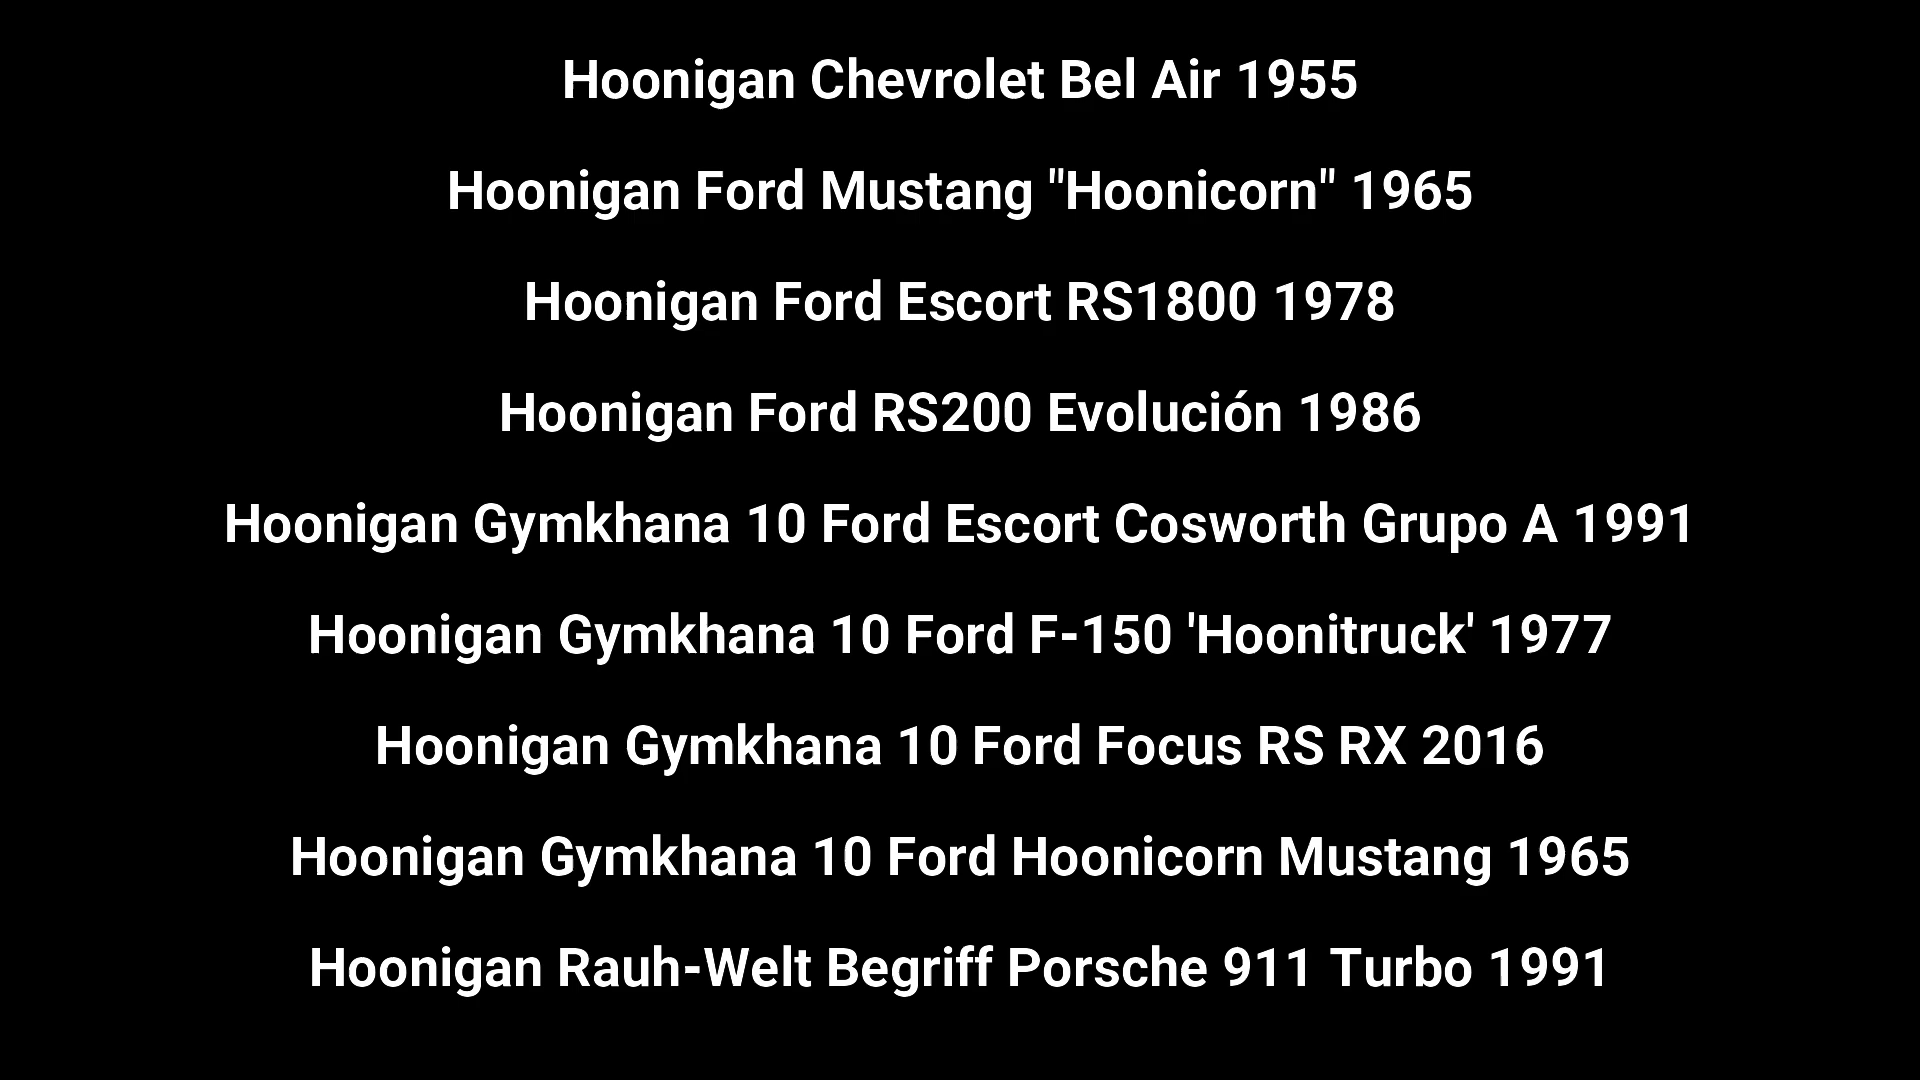 Hoonigan Chevrolet Bel Air 1955
Hoonigan Ford Mustang "Hoonicorn" 1965
Hoonigan Ford Escort RS1800 1978
Hoonigan Ford RS200 Evolución 1986
Hoonigan Gymkhana 10 Ford Escort Cosworth Grupo A 1991
Hoonigan Gymkhana 10 Ford F-150 'Hoonitruck' 1977
Hoonigan Gymkhana 10 Ford Focus RS RX 2016
Hoonigan Gymkhana 10 Ford Hoonicorn Mustang 1965
Hoonigan Rauh-Welt Begriff Porsche 911 Turbo 1991